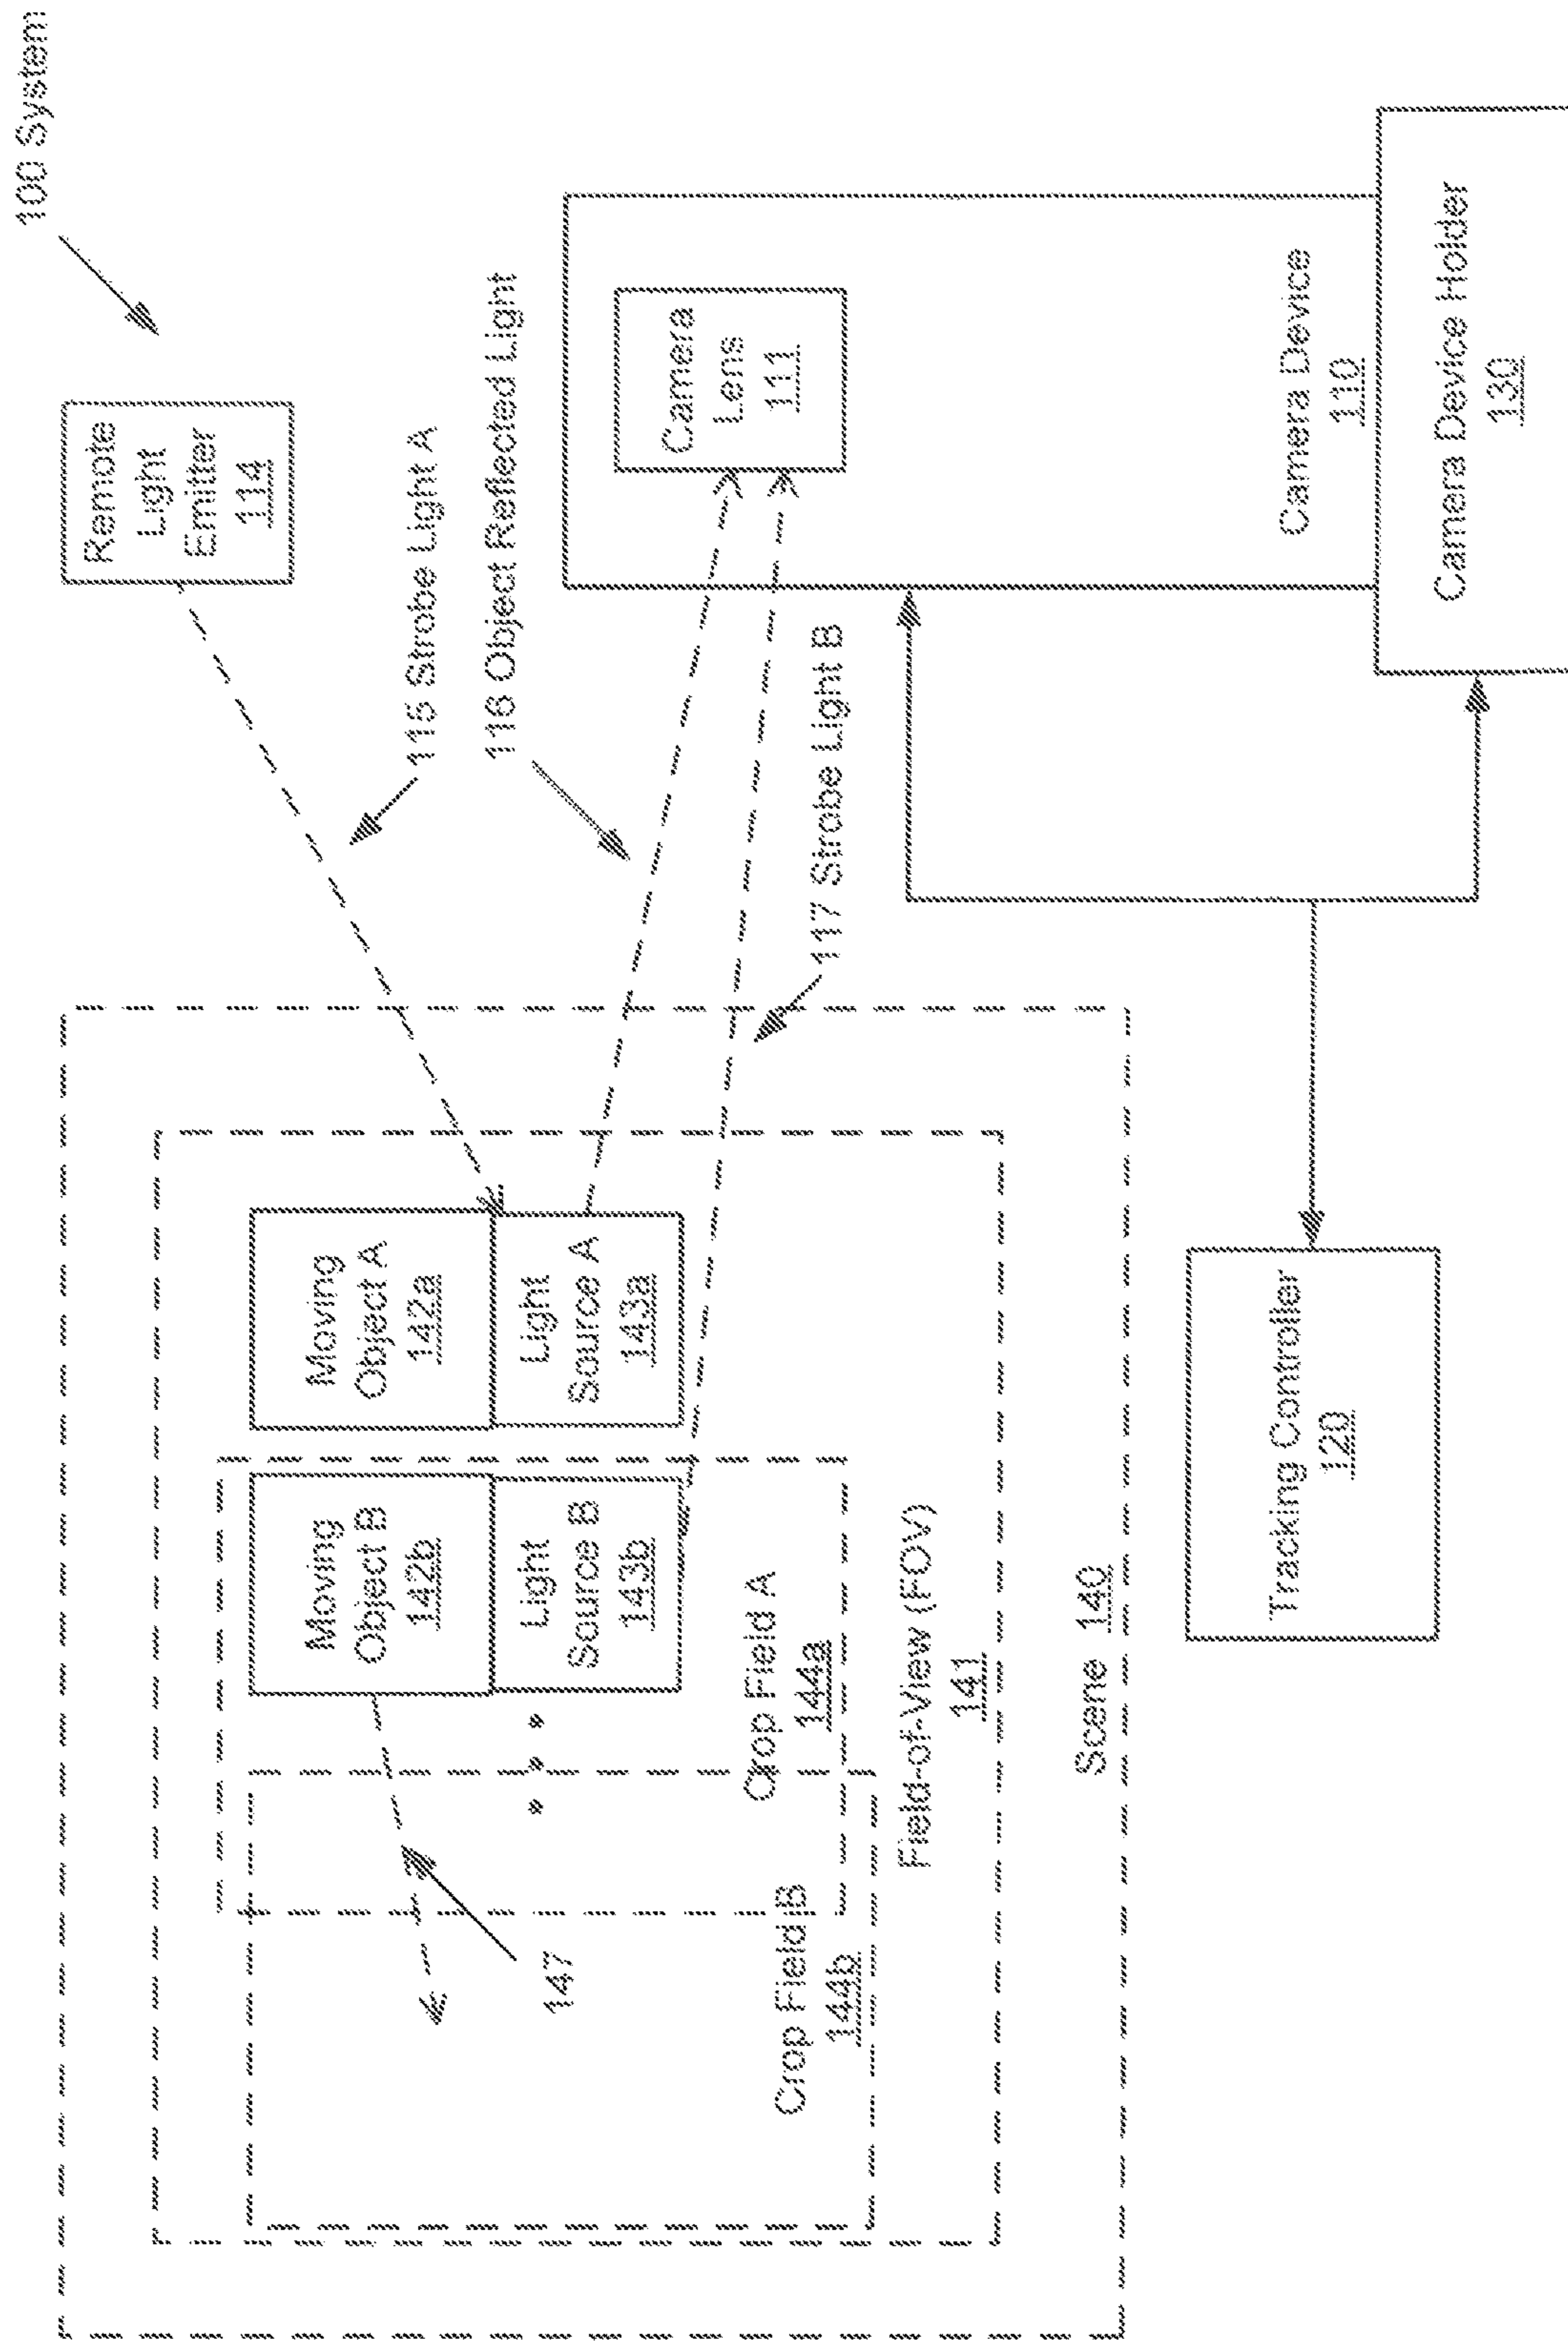 100 System
Remote
Light
Emitter
114
115 Strobe Light A
116 Object Reflected Light
117 Strobe Light B
Camera
Lens
111
Camera Device
110
Camera Device Holder
130
Moving
Object A
142a
Light
Source A
143a
Moving
Object B
142b
Light
Source B
143b
Crop Field A
144a
Crop Field B
144b
147
Field-of-View (FOV)
141
Scene 140
Tracking Controller
120